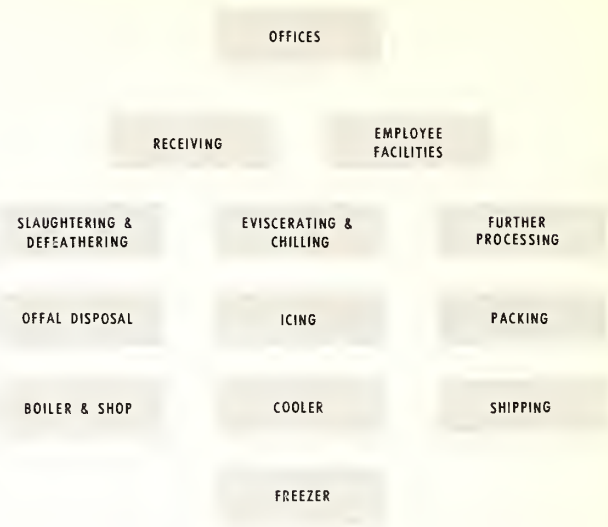 OFFICES
RECEIVING
EMPLOYEE
FACILITIES
SLAUGHTERING &
DEFEATHERING
EVISCERATING &
CHILLING
FURTHER
PROCESSING
OFFAL DISPOSAL
ICING
PACKING
BOILER & SHOP
COOLER
SHIPPING
FREEZER